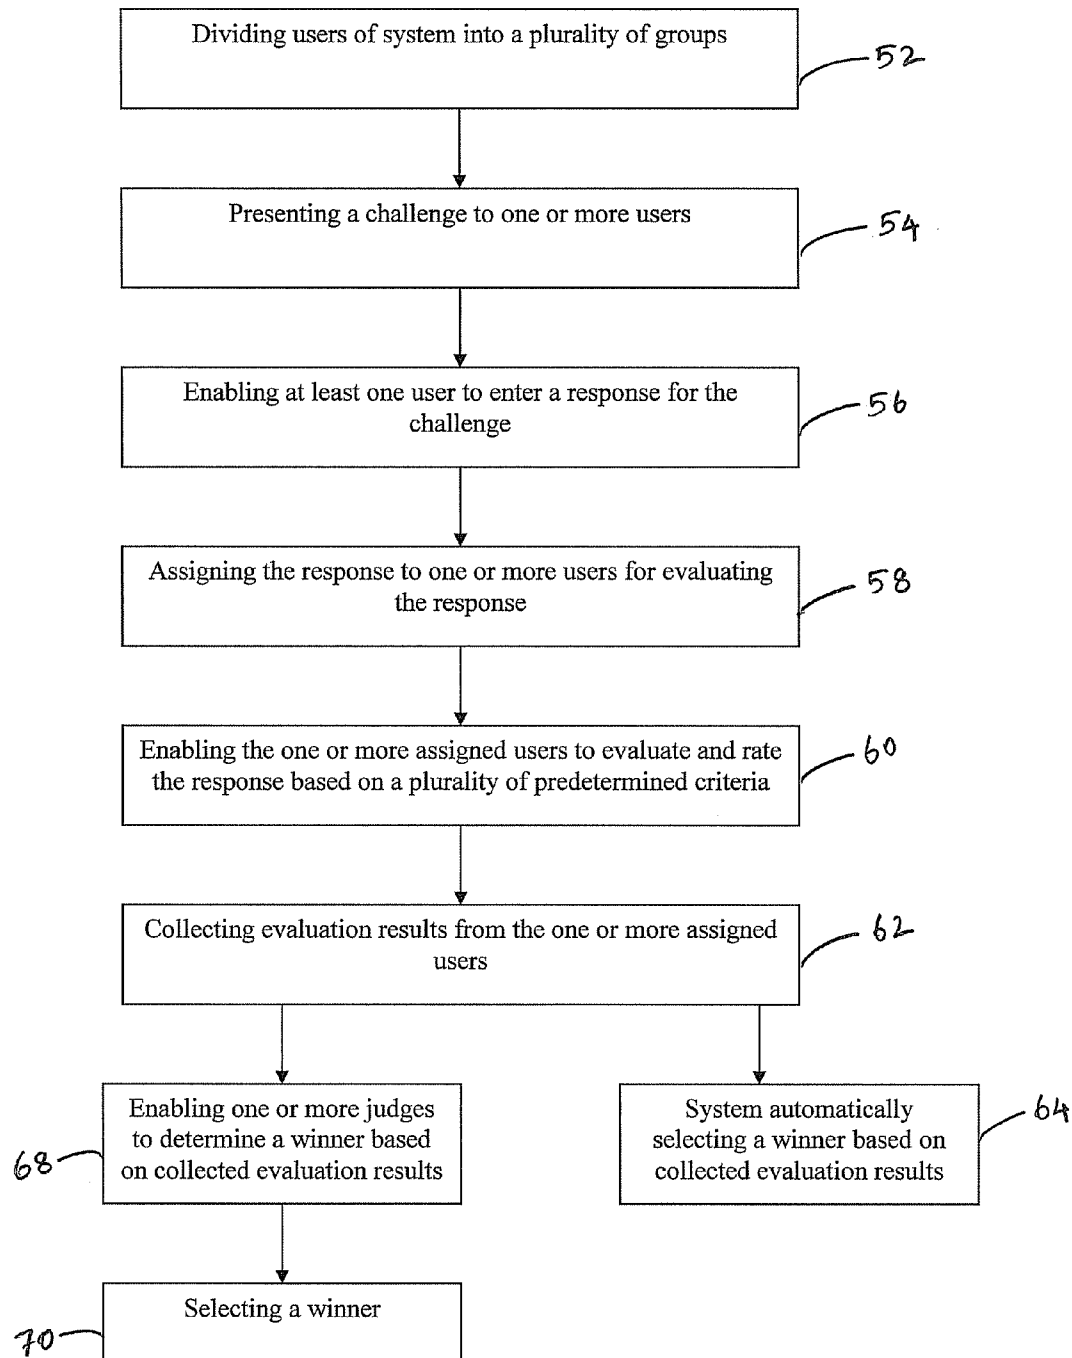 Dividing users of system into a plurality of groups
52
Presenting a challenge to one or more users
54
Enabling at least one user to enter a response for the
challenge
56
Assigning the response to one or more users for evaluating
the response
58
Enabling the one or more assigned users to evaluate and rate
the response based on a plurality of predetermined criteria
60
Collecting evaluation results from the one or more assigned
users
62
Enabling one or more judges
to determine a winner based
on collected evaluation results
68
System automatically
selecting a winner based on
collected evaluation results
64
Selecting a winner
70